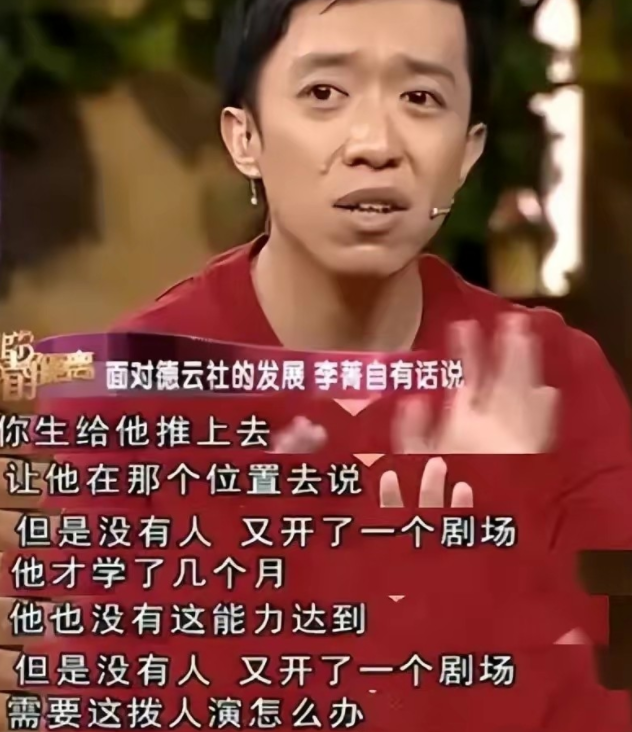 面对德云社的发展 李菁自有话说
你生给他推上去
让他在那个位置去说
但是没有人 又开了一个剧场
他才学了几个月
他也没有这能力达到
但是没有人 又开了一个剧场
需要这拨人演怎么办